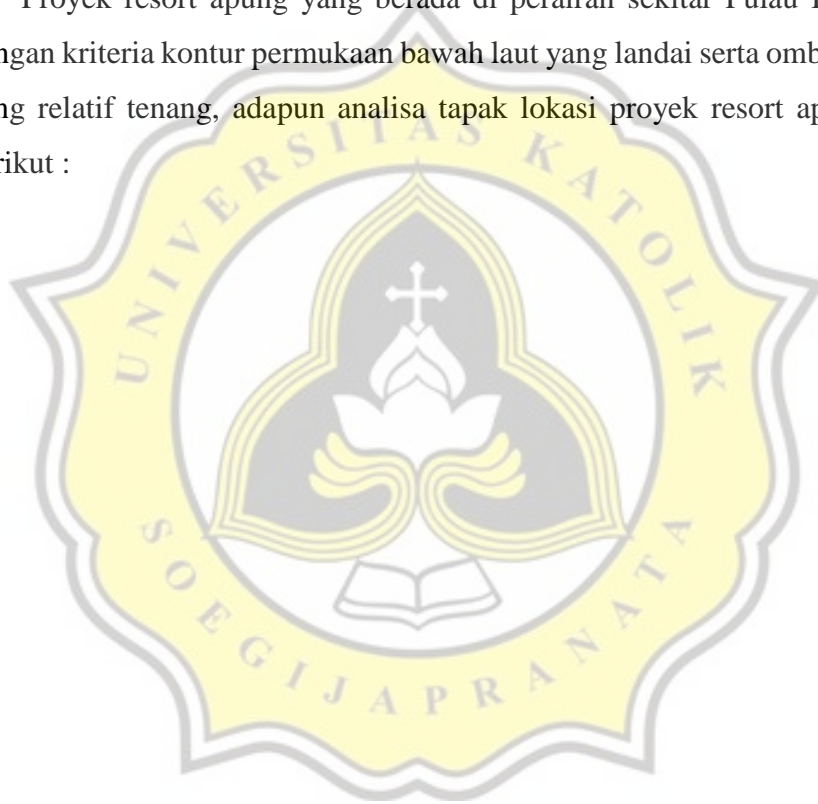 Proyek resort apung yang berada di perairan sekitar Pulau
ngan kriteria kontur permukaan bawah laut yang landai serta omb
ng relatif tenang, adapun analisa tapak lokasi proyek resort ap
rikut :
UNIVERSITAS KATOLIK
SOEGIJAPRANATA